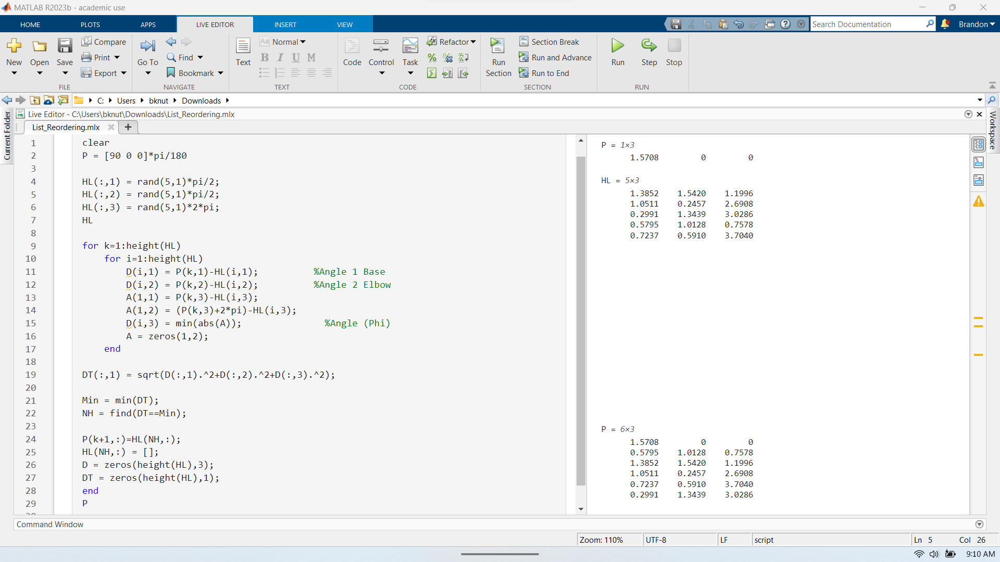 MATLAB R2023b - academic use
HOME PLOTS APPS LIVE EDITOR INSERT VIEW
Search Documentation
Brandon
New
Open
Save
Compare
Print
Export
FILE
Go To
Find
Bookmark
NAVIGATE
Text
Aa Normal
B I U M
TEXT
Code
Control
Task
Refactor
CODE
Run
Section
Section Break
Run and Advance
Run to End
SECTION
Run
Step
Stop
RUN
C: Users bknut Downloads
Current Folder
Workspace
Live Editor - C:\Users\bknut\Downloads\List_Reordering.mlx
List_Reordering.mlx
1 clear
2 P = [90 0 0]*pi/180
3
4 HL(:,1) = rand(5,1)*pi/2;
5 HL(:,2) = rand(5,1)*pi/2;
6 HL(:,3) = rand(5,1)*2*pi;
7 HL
8
9 for k=1:height(HL)
10 for i=1:height(HL)
11 D(i,1) = P(k,1)-HL(i,1); %Angle 1 Base
12 D(i,2) = P(k,2)-HL(i,2); %Angle 2 Elbow
13 A(1,1) = P(k,3)-HL(i,3);
14 A(1,2) = (P(k,3)+2*pi)-HL(i,3);
15 D(i,3) = min(abs(A)); %Angle (Phi)
16 A = zeros(1,2);
17 end
18
19 DT(:,1) = sqrt(D(:,1).^2+D(:,2).^2+D(:,3).^2);
20
21 Min = min(DT);
22 NH = find(DT==Min);
23
24 P(k+1,:)=HL(NH,:);
25 HL(NH,:) = [];
26 D = zeros(height(HL),3);
27 DT = zeros(height(HL),1);
28 end
29 P
P = 1×3
1.5708 0 0
HL = 5×3
1.3852 1.5420 1.1996
1.0511 0.2457 2.6908
0.2991 1.3439 3.0286
0.5795 1.0128 0.7578
0.7237 0.5910 3.7040
P = 6×3
1.5708 0 0
0.5795 1.0128 0.7578
1.3852 1.5420 1.1996
1.0511 0.2457 2.6908
0.7237 0.5910 3.7040
0.2991 1.3439 3.0286
Command Window
Zoom: 110% UTF-8 LF script Ln 5 Col 26
9:10 AM